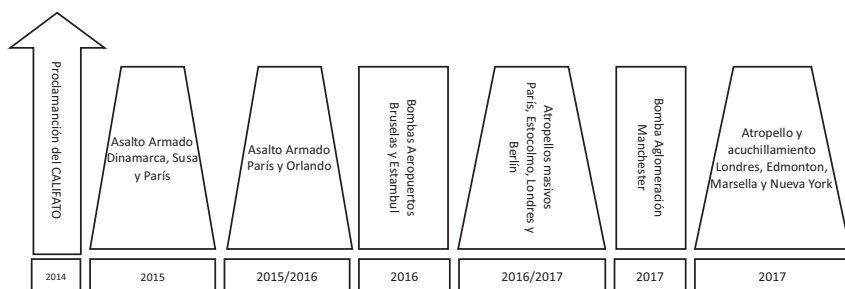 Proclamanción del CALIFATO
Asalto Armado
Dinamarca, Susa
y París
Asalto Armado
París y Orlando
Bombas Aeropuertos
Bruselas y Estambul
Atropellos masivos
París, Estocolmo, Londres y
Berlín
Bomba Aglomeración
Manchester
Atropello y
acuchillamiento
Londres, Edmonton,
Marsella y Nueva York
2014
2015
2015/2016
2016
2016/2017
2017
2017